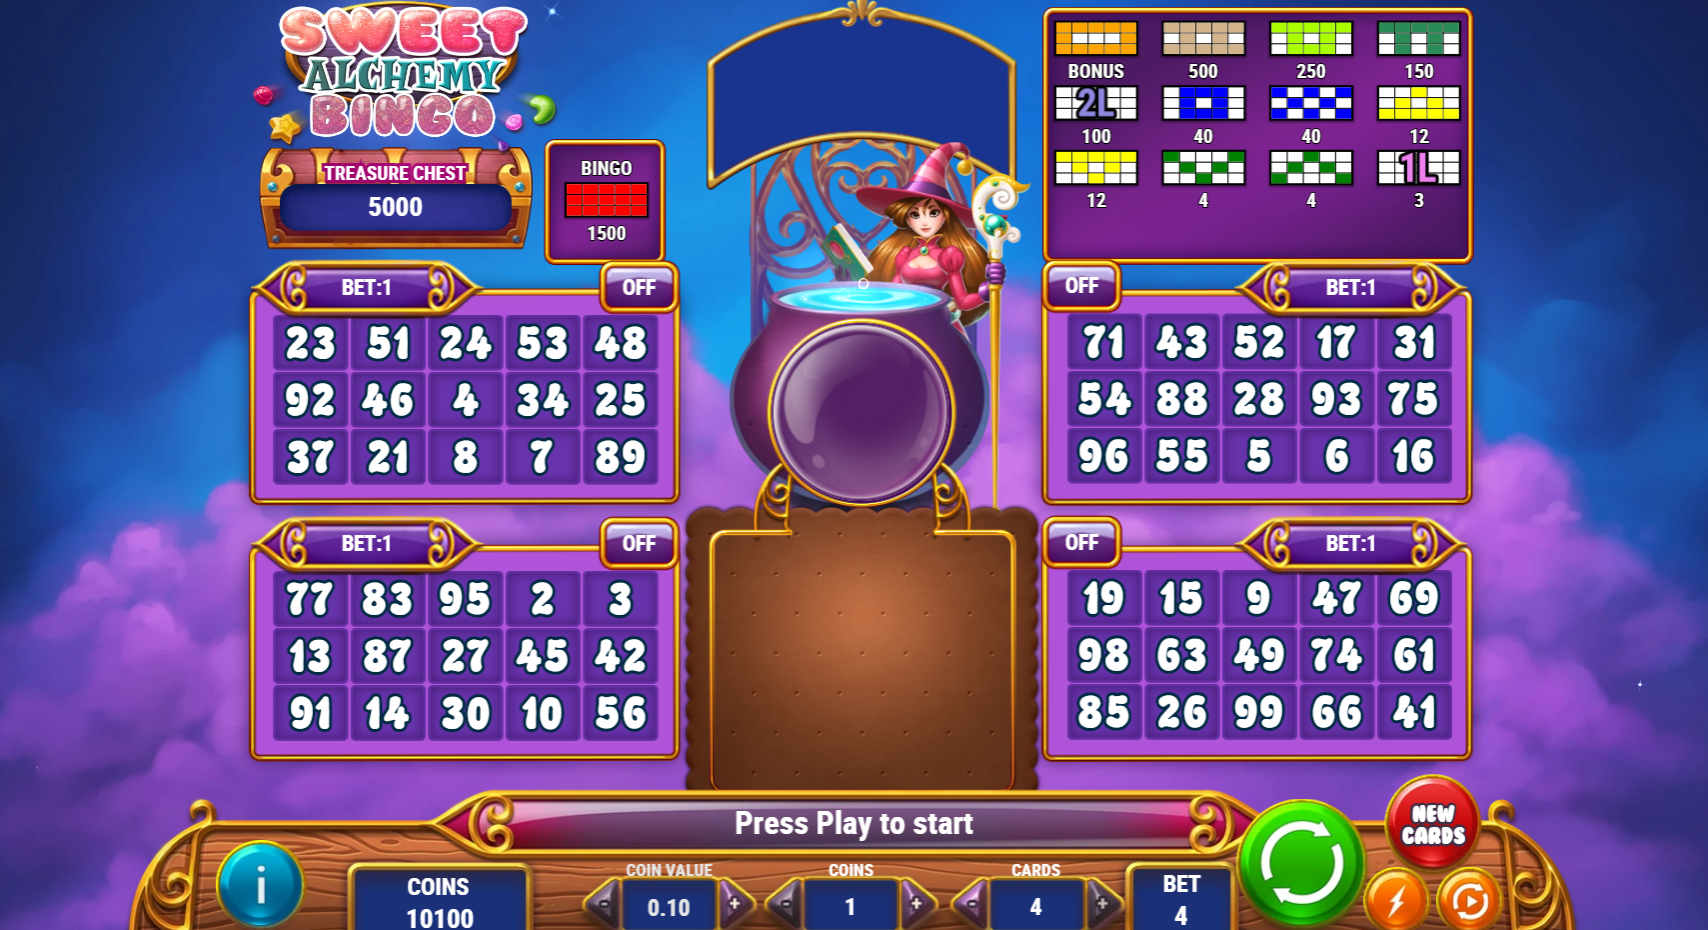 SWEET
ALCHEMY
BINGO
TREASURE CHEST
5000
BINGO
1500
BONUS 500 250 150
2L
100 40 40 12
1L
12 4 4 3
BET:1 OFF
23 51 24 53 48
92 46 4 34 25
37 21 8 7 89
OFF BET:1
71 43 52 17 31
54 88 28 93 75
96 55 5 6 16
BET:1 OFF
77 83 95 2 3
13 87 27 45 42
91 14 30 10 56
OFF BET:1
19 15 9 47 69
98 63 49 74 61
85 26 99 66 41
Press Play to start
NEW
CARDS
i
COINS
10100
COIN VALUE
- 0.10 +
COINS
- 1 +
CARDS
- 4 +
BET
4